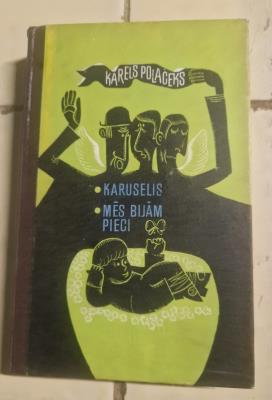 KARELS POLAČEKS
• KARUSELIS
• MĒS BIJĀM
PIECI